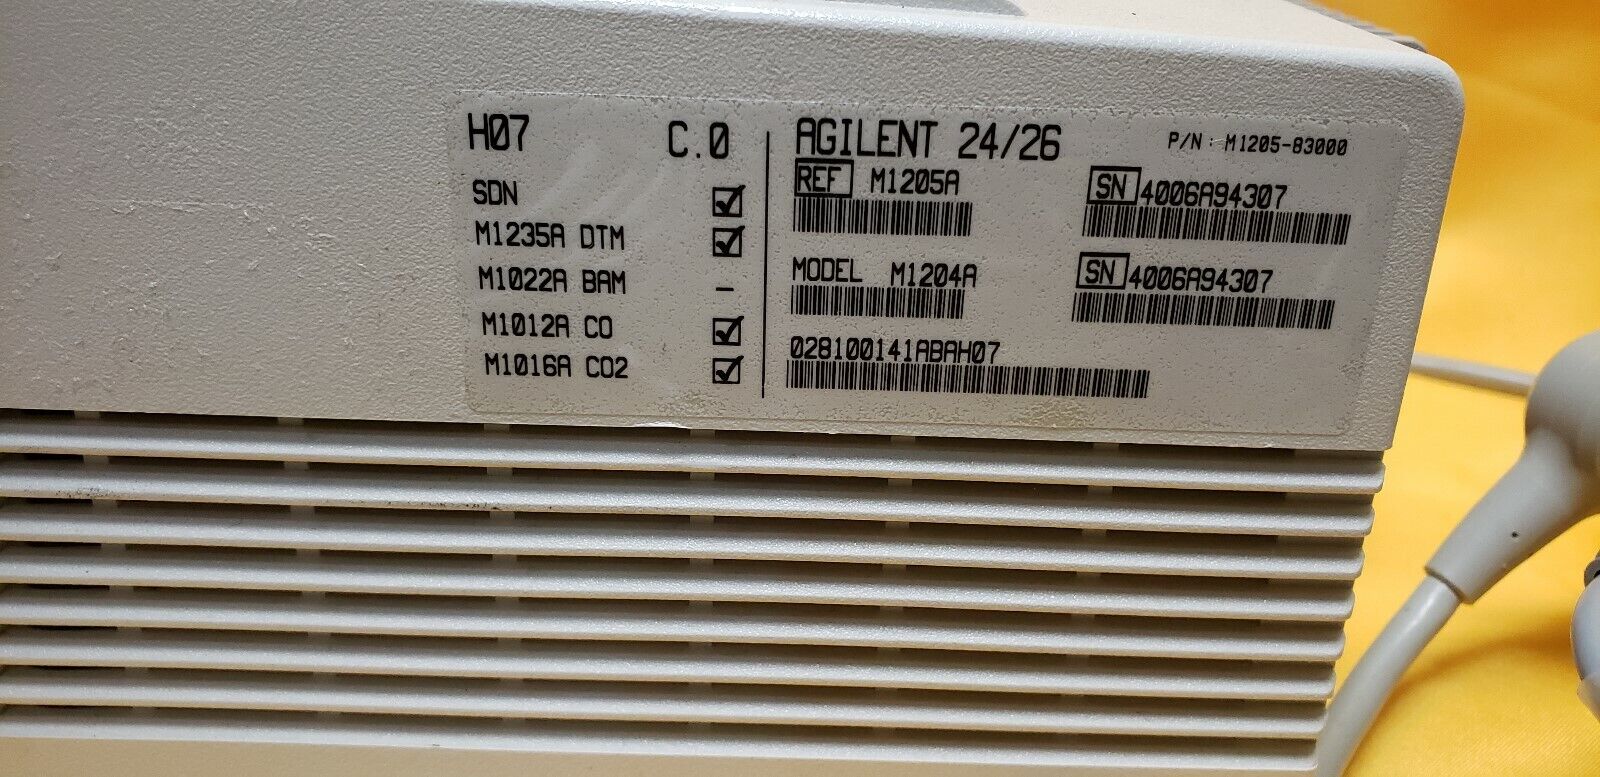 H07 C.0
SDN
M1235A DTM
M1022A BAM -
M1012A CO
M1016A CO2
AGILENT 24/26 P/N: M1205-83000
REF M1205A SN 4006A94307
MODEL M1204A SN 4006A94307
028100141ABAH07